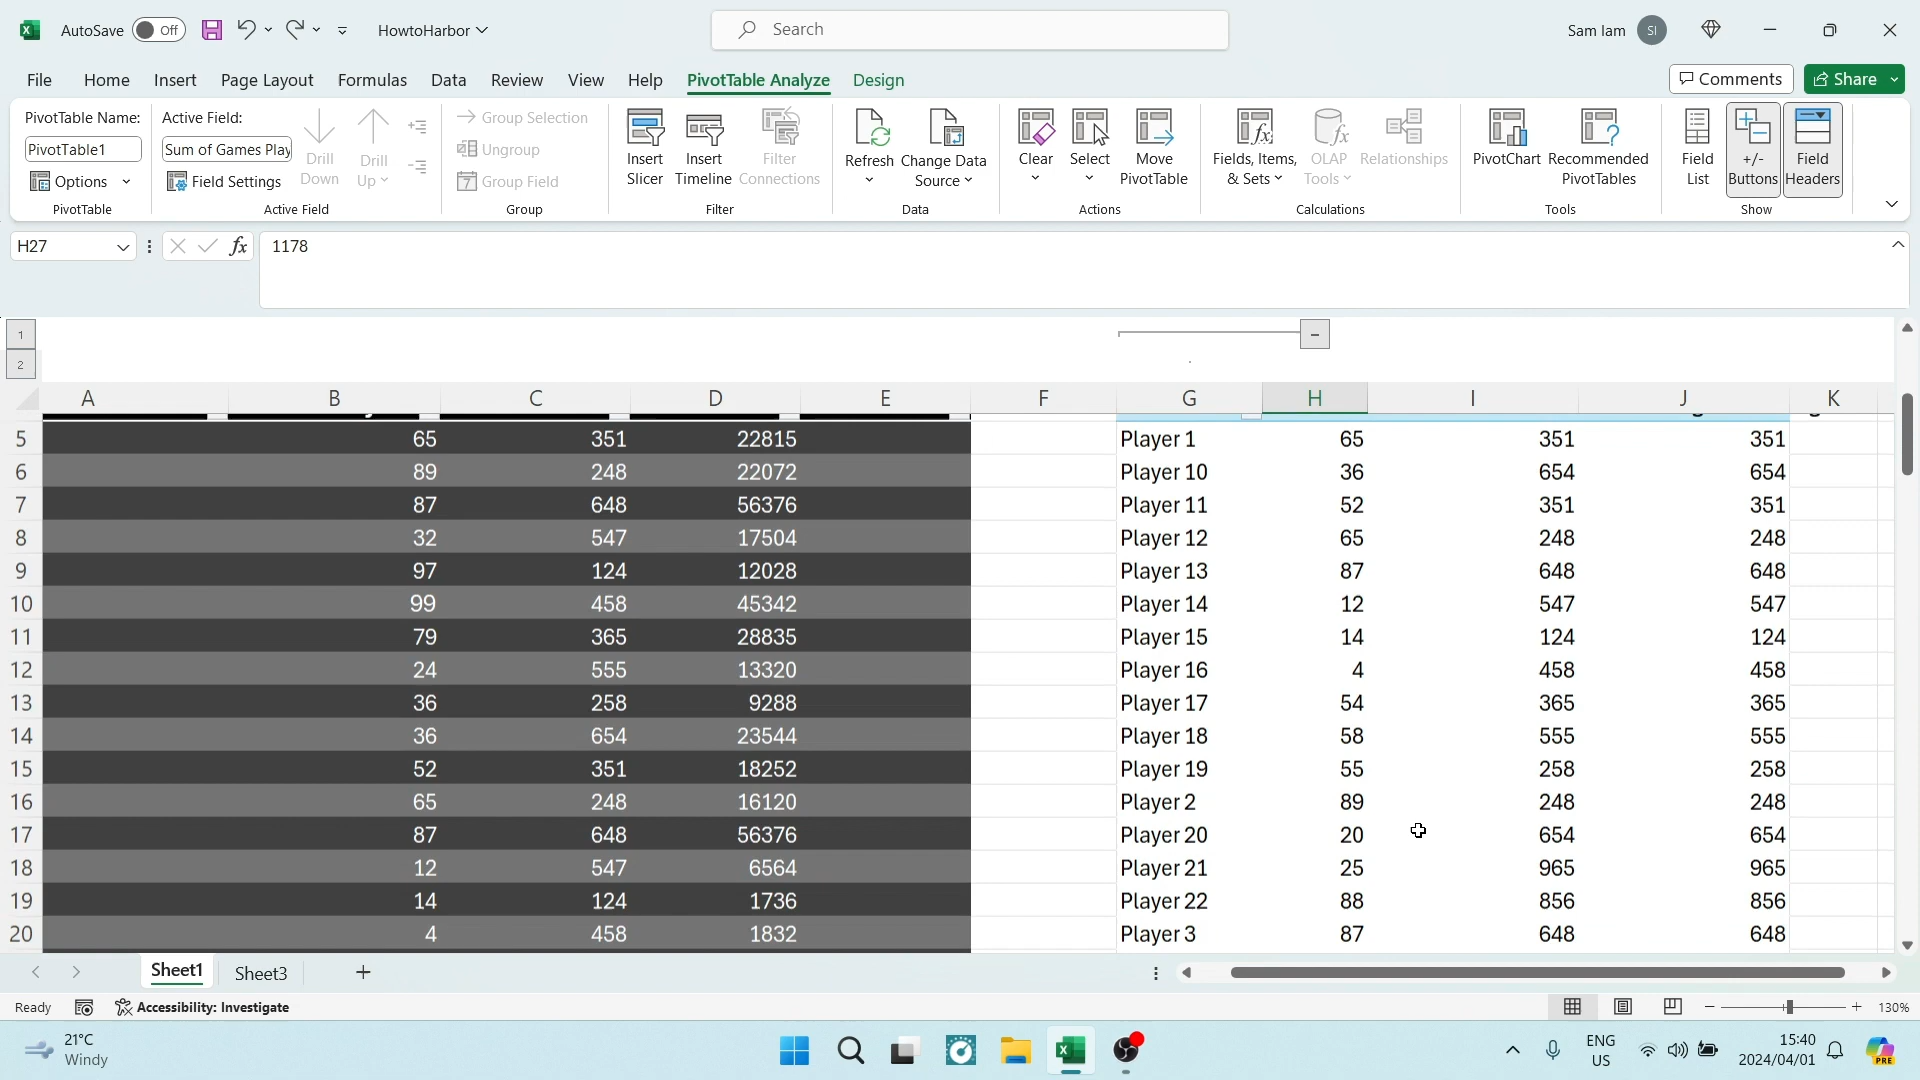 AutoSave Off HowtoHarbor Search Sam Iam SI
File Home Insert Page Layout Formulas Data Review View Help PivotTable Analyze Design Comments Share
PivotTable Name:
PivotTable1
Options
PivotTable
Active Field:
Sum of Games Play
Field Settings
Drill Down
Drill Up
Active Field
Group Selection
Ungroup
7 Group Field
Group
Insert Slicer
Insert Timeline
Filter Connections
Filter
Refresh
Change Data Source
Data
Clear
Select
Move PivotTable
Actions
Fields, Items, & Sets
OLAP Tools
Relationships
Calculations
PivotChart
Recommended PivotTables
Tools
Field List
+/- Buttons
Field Headers
Show
H27 fx 1178
1
2
A B C D E F G H I J K
5 65 351 22815 Player 1 65 351 351
6 89 248 22072 Player 10 36 654 654
7 87 648 56376 Player 11 52 351 351
8 32 547 17504 Player 12 65 248 248
9 97 124 12028 Player 13 87 648 648
10 99 458 45342 Player 14 12 547 547
11 79 365 28835 Player 15 14 124 124
12 24 555 13320 Player 16 4 458 458
13 36 258 9288 Player 17 54 365 365
14 36 654 23544 Player 18 58 555 555
15 52 351 18252 Player 19 55 258 258
16 65 248 16120 Player 2 89 248 248
17 87 648 56376 Player 20 20 654 654
18 12 547 6564 Player 21 25 965 965
19 14 124 1736 Player 22 88 856 856
20 4 458 1832 Player 3 87 648 648
Sheet1 Sheet3 +
Ready Accessibility: Investigate 130%
21°C
Windy
ENG
US
15:40
2024/04/01
PRE